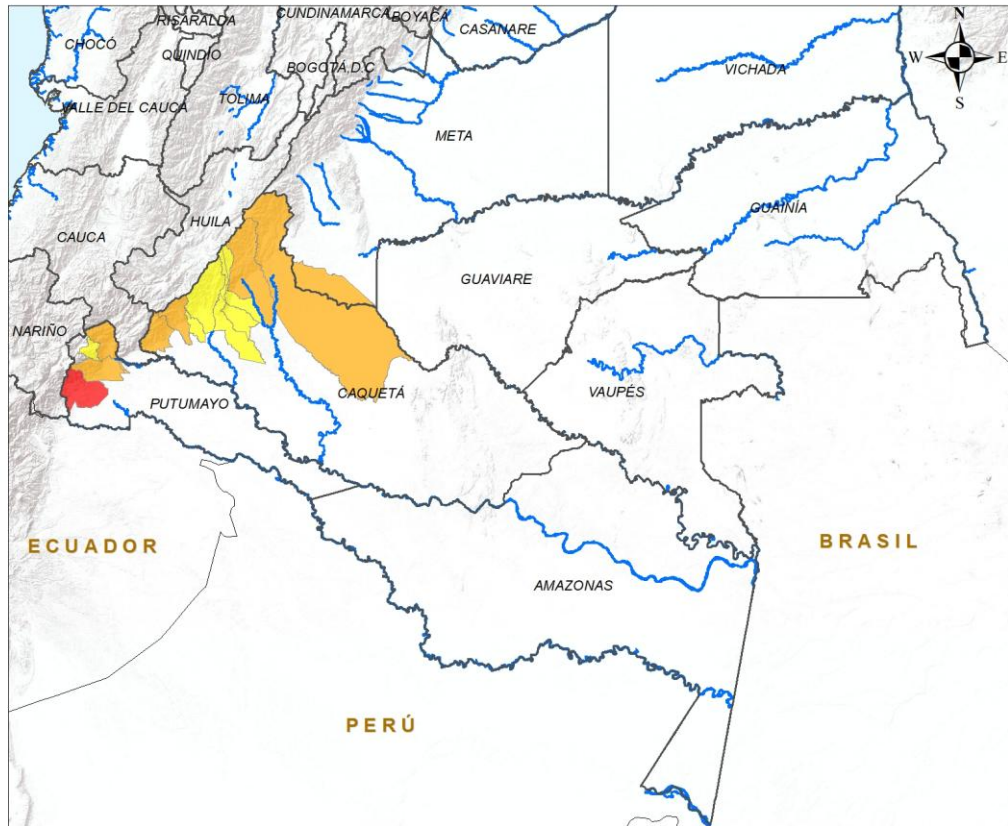 CUNDINAMARCA
BOYACÁ
RISARALDA
CASANARE
N
CHOCÓ
QUINDIO
BOGOTÁ D.C
VICHADA
W
E
S
VALLE DEL CAUCA
TOLIMA
META
HUILA
GUAINÍA
CAUCA
GUAVIARE
NARIÑO
PUTUMAYO
CAQUETÁ
VAUPÉS
ECUADOR
BRASIL
AMAZONAS
PERÚ